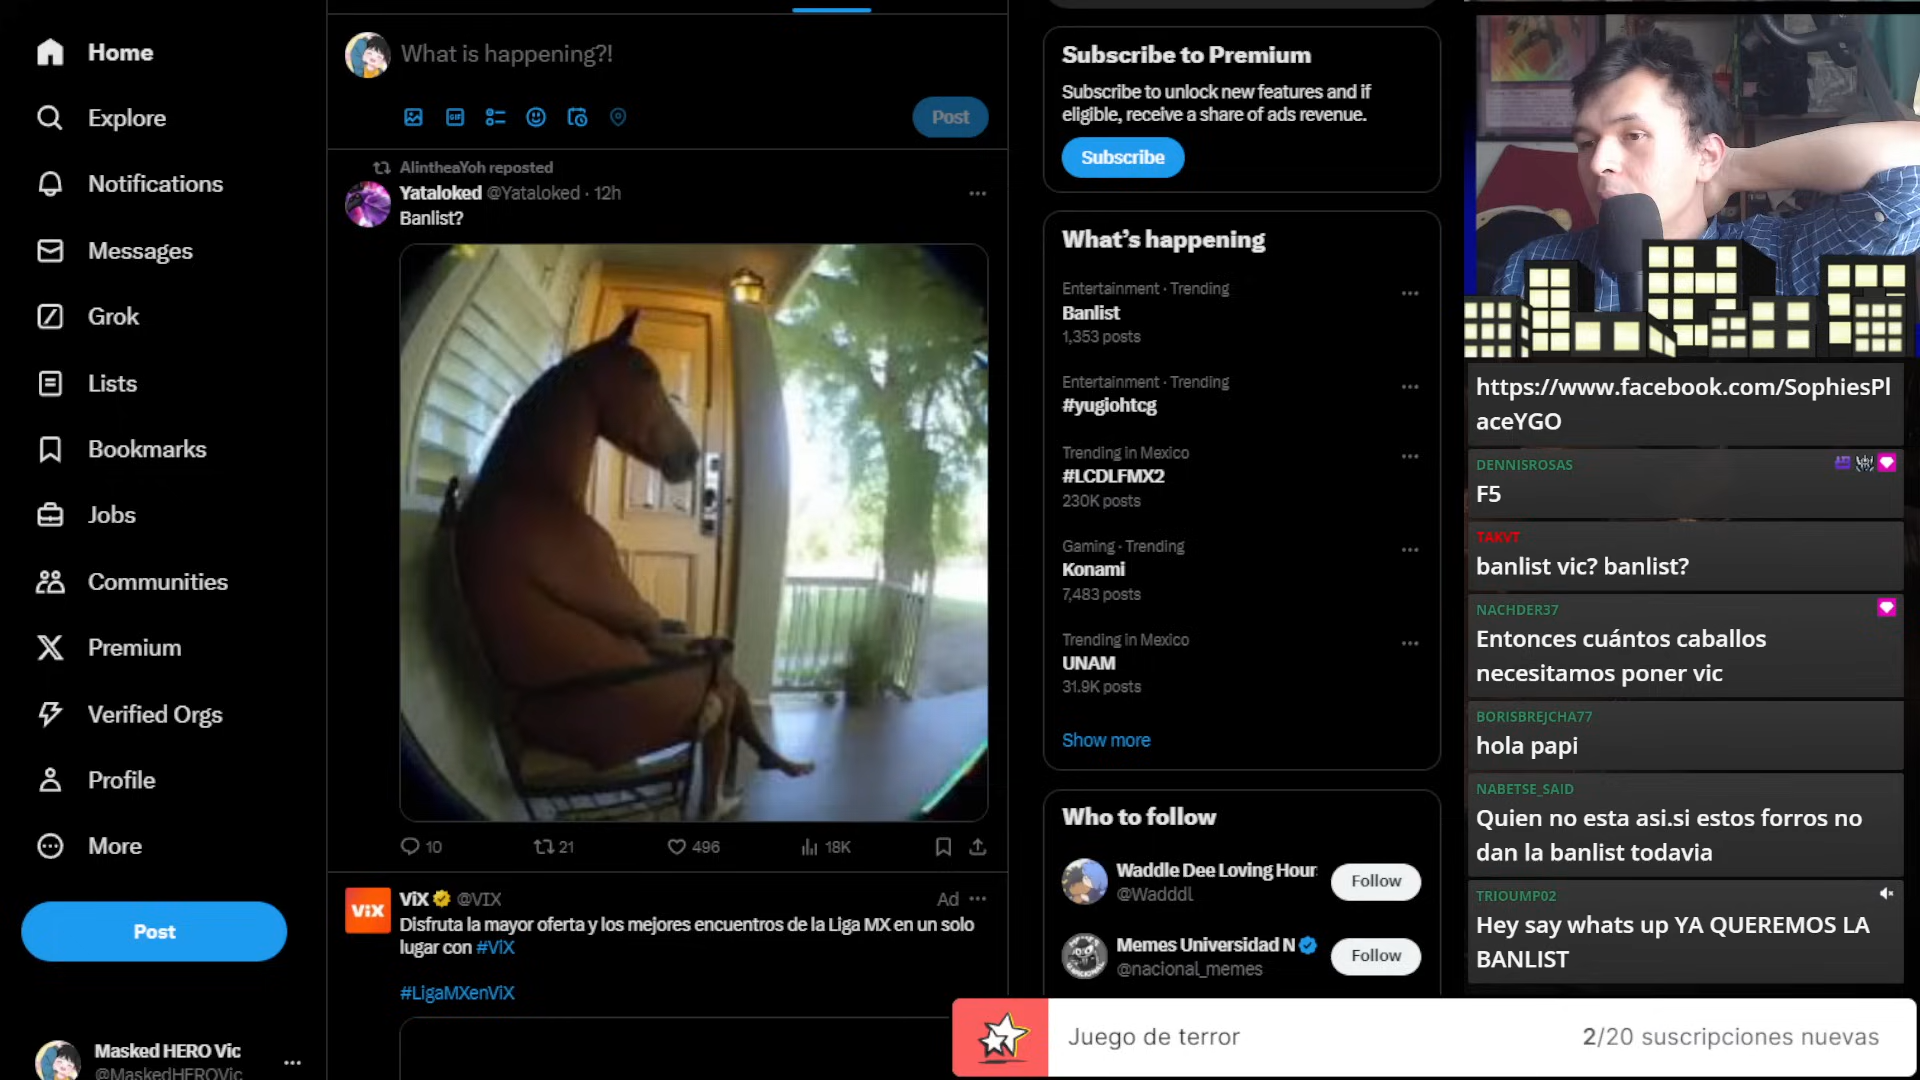 Home
Explore
Notifications
Messages
Grok
Lists
Bookmarks
Jobs
Communities
Premium
Verified Orgs
Profile
More
Post
Masked HERO Vic
@MaskedHEROVic
What is happening?!
GIF
Post
AlintheaYoh reposted
Yataloked @Yataloked · 12h
Banlist?
10
21
496
18K
ViX
ViX @VIX
Ad
Disfruta la mayor oferta y los mejores encuentros de la Liga MX en un solo
lugar con #ViX
#LigaMXenViX
Subscribe to Premium
Subscribe to unlock new features and if
eligible, receive a share of ads revenue.
Subscribe
What's happening
Entertainment · Trending
Banlist
1,353 posts
Entertainment · Trending
#yugiohtcg
Trending in Mexico
#LCDLFMX2
230K posts
Gaming · Trending
Konami
7,483 posts
Trending in Mexico
UNAM
31.9K posts
Show more
Who to follow
Waddle Dee Loving Hour
@Wadddl
Follow
Memes Universidad N
@nacional_memes
Follow
https://www.facebook.com/SophiesPl
aceYGO
DENNISROSAS
F5
TAKVT
banlist vic? banlist?
NACHDER37
Entonces cuántos caballos
necesitamos poner vic
BORISBREJCHA77
hola papi
NABETSE_SAID
Quien no esta asi.si estos forros no
dan la banlist todavia
TRIOUMP02
Hey say whats up YA QUEREMOS LA
BANLIST
Juego de terror
2/20 suscripciones nuevas